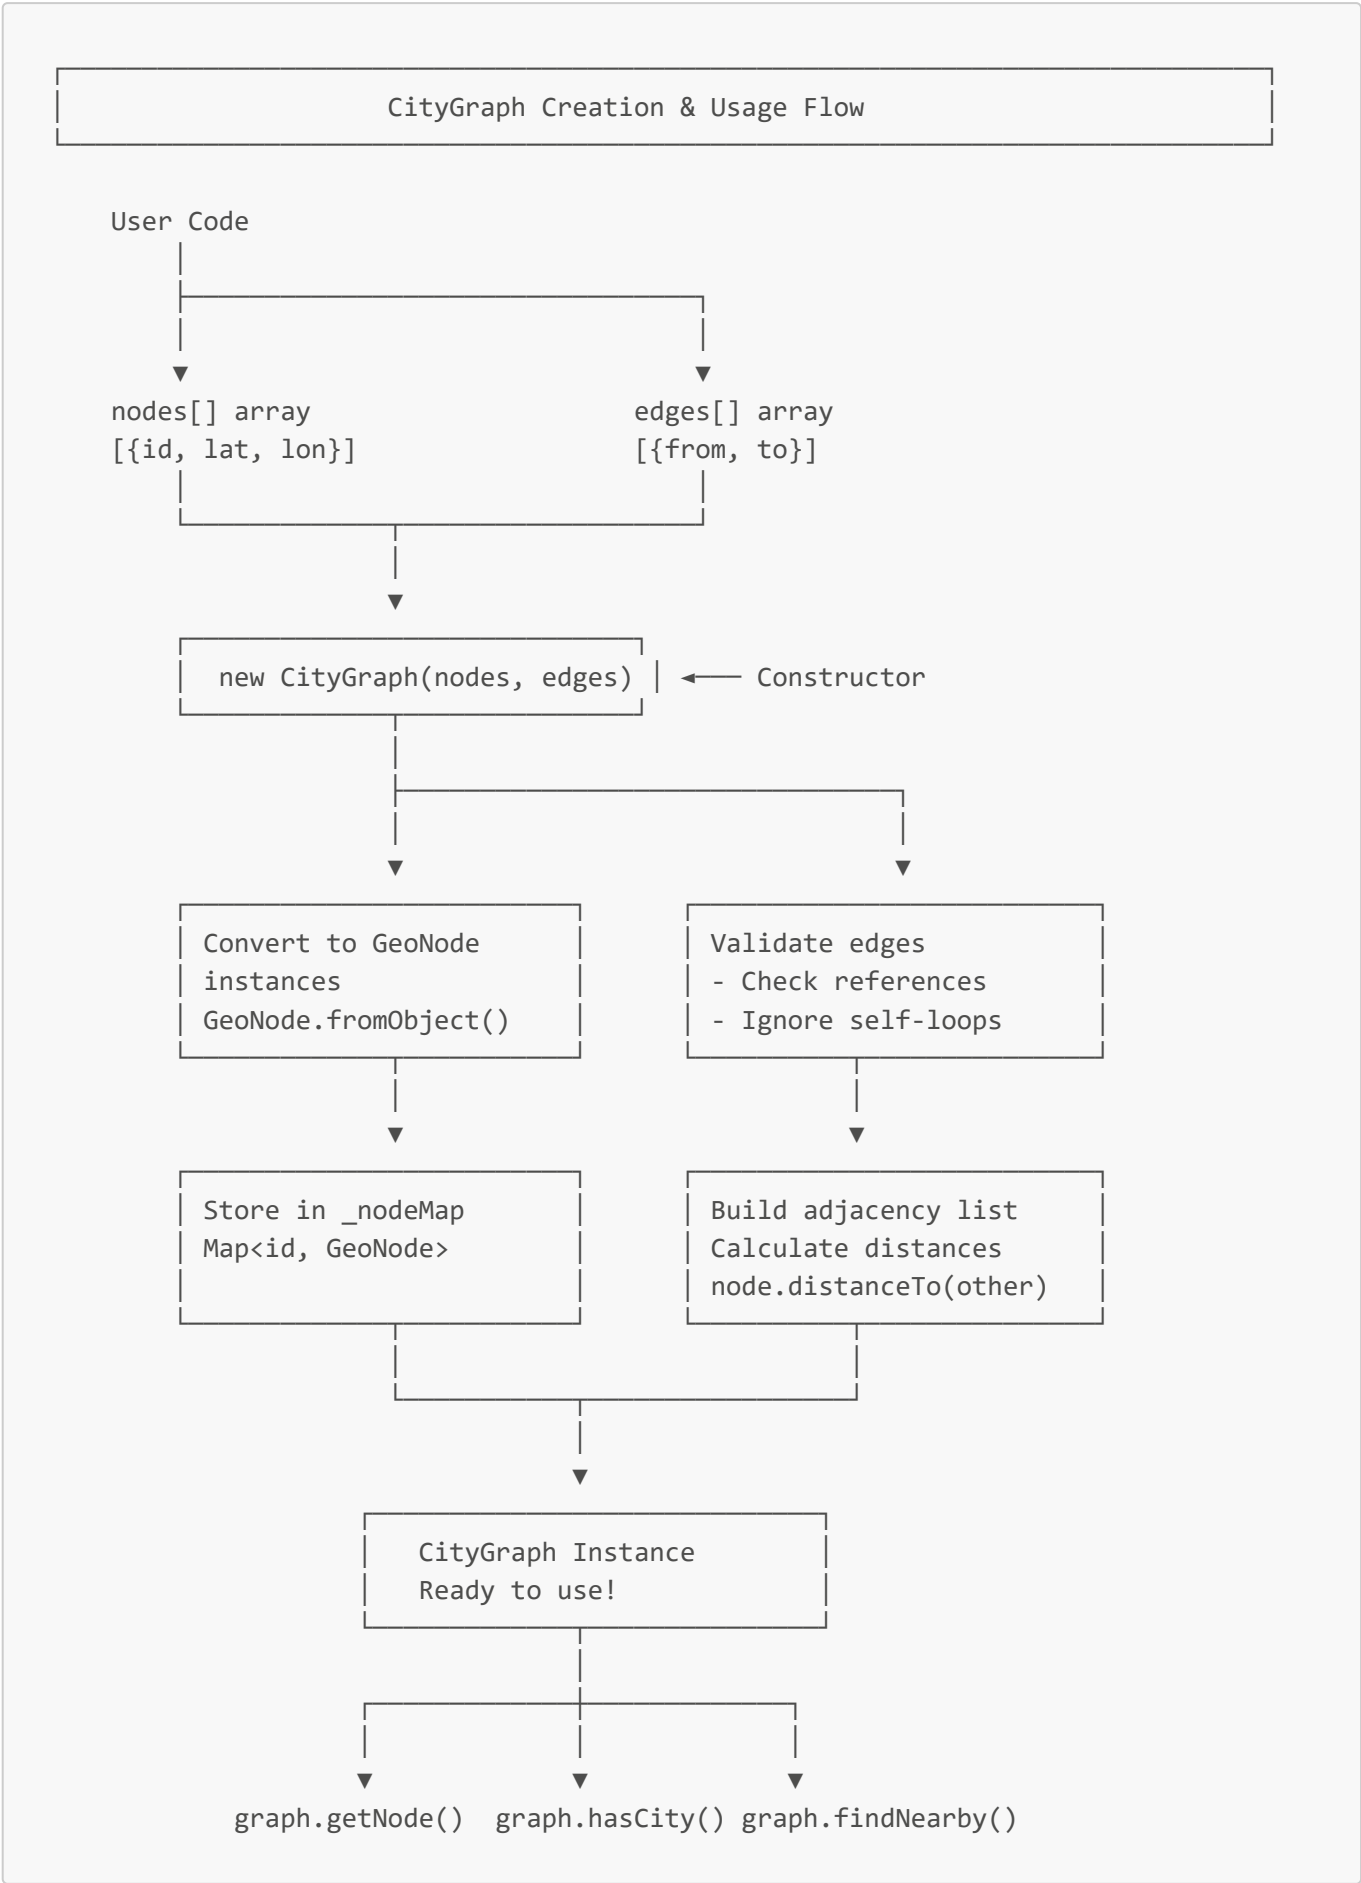 CityGraph Creation & Usage Flow
User Code
nodes[] array
[{id, lat, lon}]
edges[] array
[{from, to}]
new CityGraph(nodes, edges)
Constructor
Convert to GeoNode
instances
GeoNode.fromObject()
Validate edges
- Check references
- Ignore self-loops
Store in _nodeMap
Map<id, GeoNode>
Build adjacency list
Calculate distances
node.distanceTo(other)
CityGraph Instance
Ready to use!
graph.getNode() graph.hasCity() graph.findNearby()